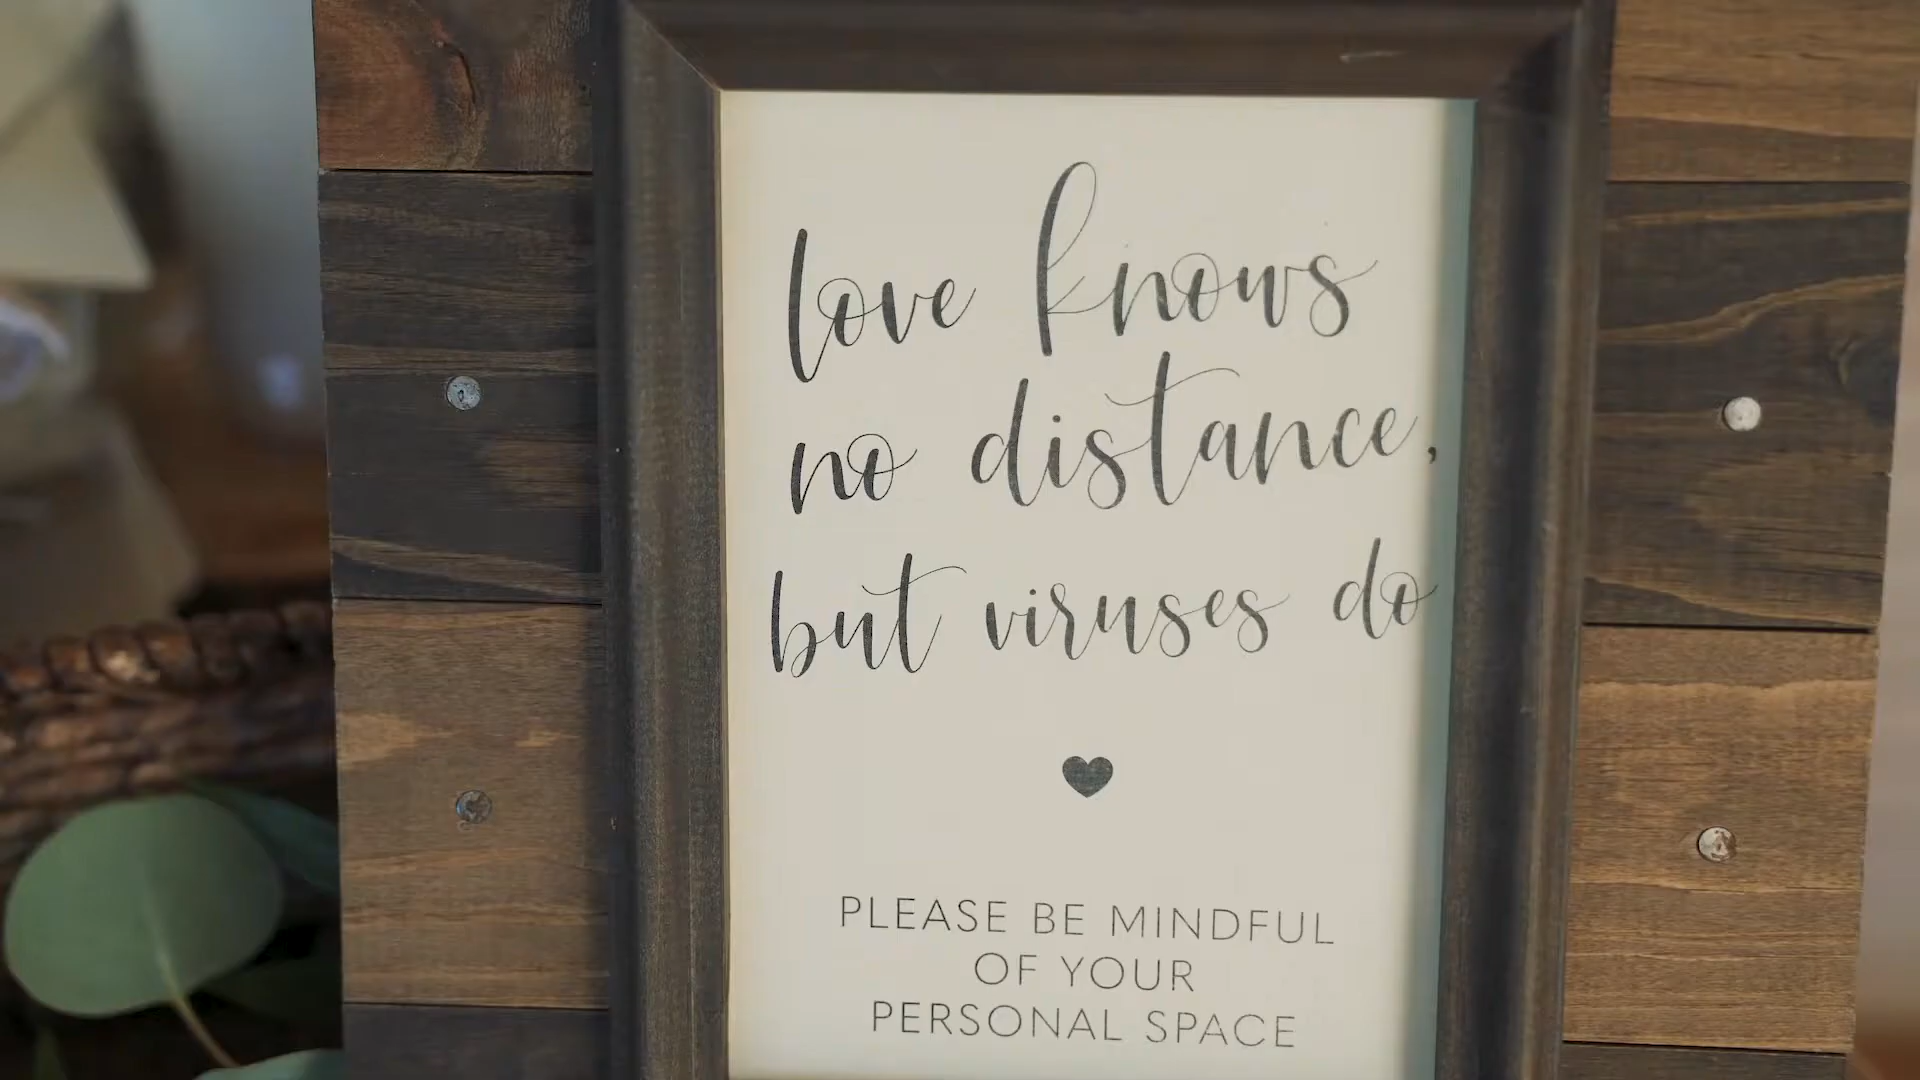 love knows
no distance,
but viruses do
PLEASE BE MINDFUL
OF YOUR
PERSONAL SPACE